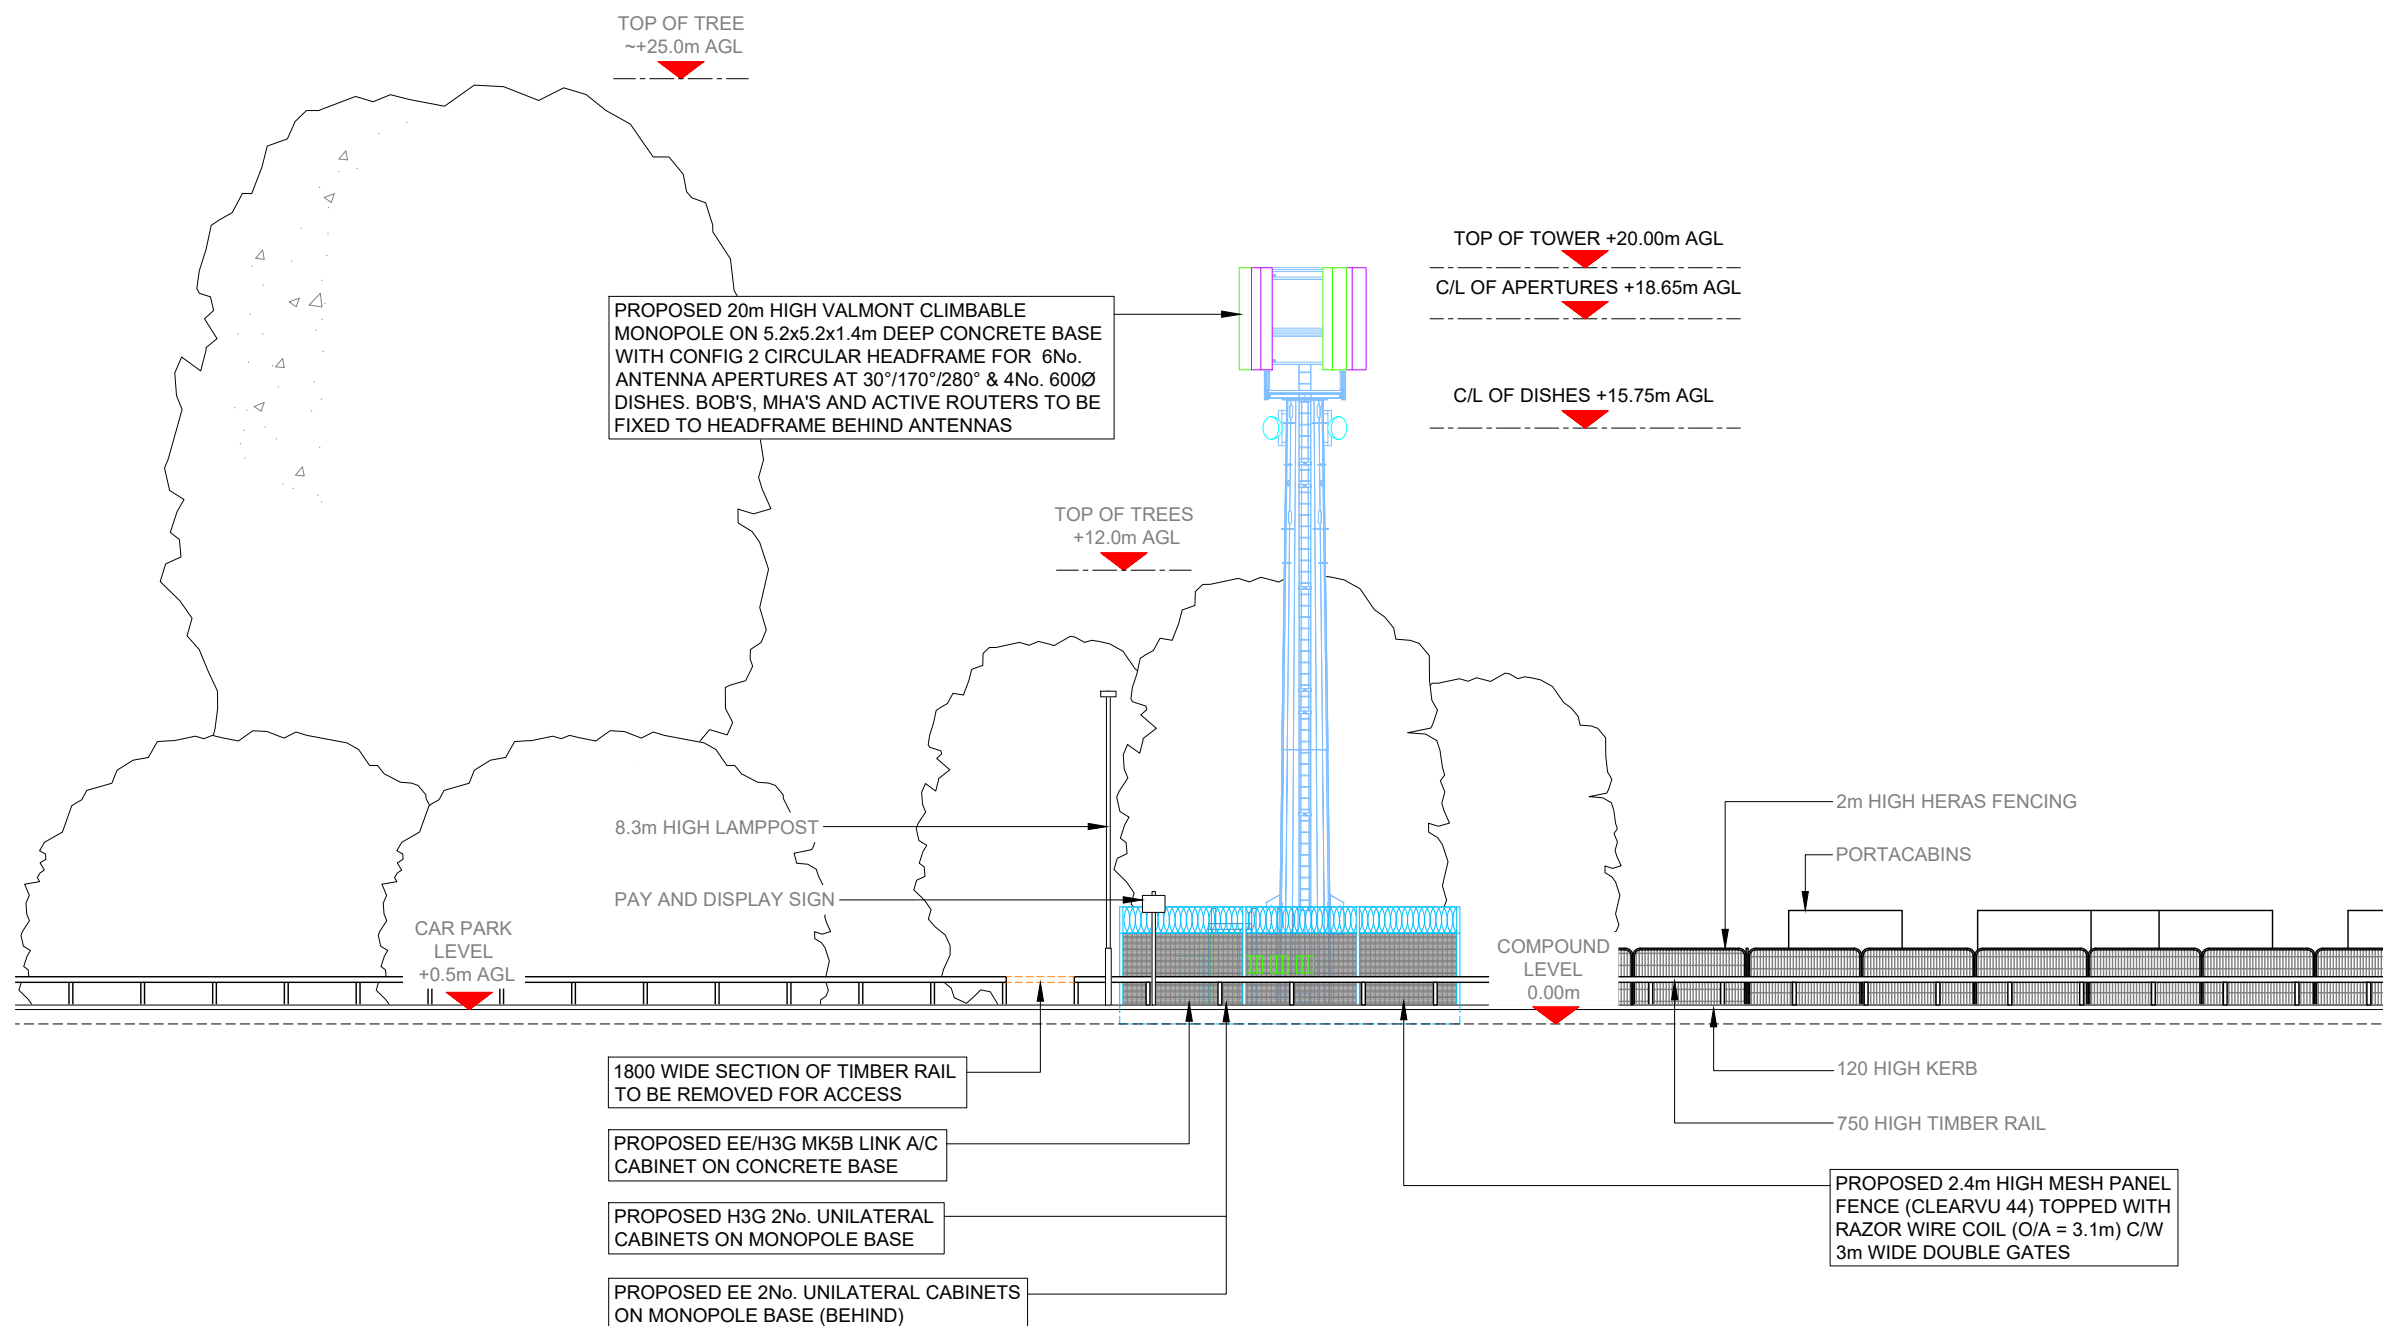 TOP OF TREE
~+25.0m AGL
TOP OF TOWER +20.00m AGL
C/L OF APERTURES +18.65m AGL
PROPOSED 20m HIGH VALMONT CLIMBABLE
MONOPOLE ON 5.2x5.2x1.4m DEEP CONCRETE BASE
WITH CONFIG 2 CIRCULAR HEADFRAME FOR 6No.
ANTENNA APERTURES AT 30°/170°/280° & 4No. 600Ø
DISHES. BOB'S, MHA'S AND ACTIVE ROUTERS TO BE
FIXED TO HEADFRAME BEHIND ANTENNAS
C/L OF DISHES +15.75m AGL
TOP OF TREES
+12.0m AGL
2m HIGH HERAS FENCING
8.3m HIGH LAMPPOST
PORTACABINS
PAY AND DISPLAY SIGN
CAR PARK
LEVEL
+0.5m AGL
COMPOUND
LEVEL
0.00m
1800 WIDE SECTION OF TIMBER RAIL
TO BE REMOVED FOR ACCESS
120 HIGH KERB
750 HIGH TIMBER RAIL
PROPOSED EE/H3G MK5B LINK A/C
CABINET ON CONCRETE BASE
PROPOSED 2.4m HIGH MESH PANEL
FENCE (CLEARVU 44) TOPPED WITH
RAZOR WIRE COIL (O/A = 3.1m) C/W
3m WIDE DOUBLE GATES
PROPOSED H3G 2No. UNILATERAL
CABINETS ON MONOPOLE BASE
PROPOSED EE 2No. UNILATERAL CABINETS
ON MONOPOLE BASE (BEHIND)